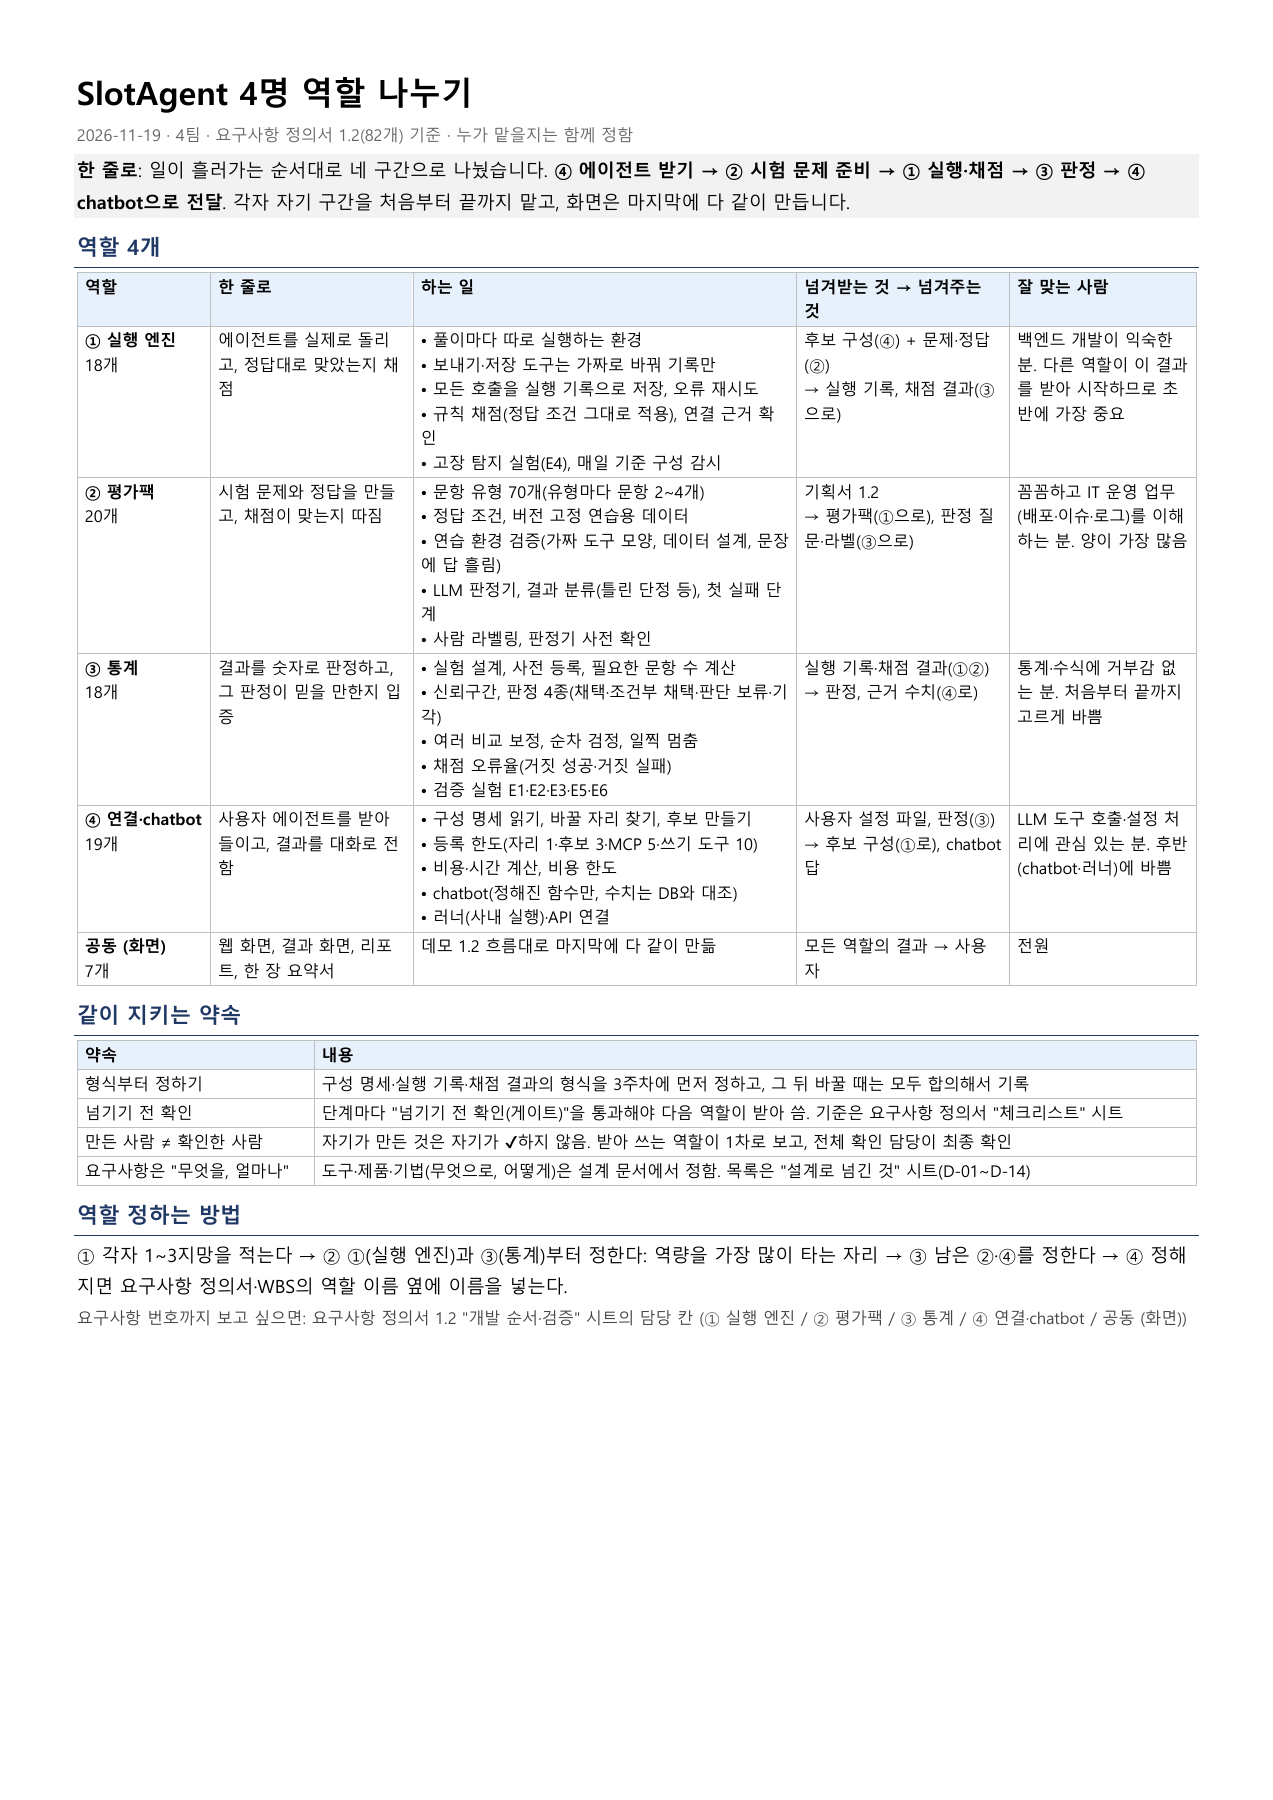 SlotAgent 4명 역할 나누기
2026-11-19 · 4팀 · 요구사항 정의서 1.2(82개) 기준 · 누가 맡을지는 함께 정함
한 줄로: 일이 흘러가는 순서대로 네 구간으로 나눴습니다. ④ 에이전트 받기 → ② 시험 문제 준비 → ① 실행·채점 → ③ 판정 → ④
chatbot으로 전달. 각자 자기 구간을 처음부터 끝까지 맡고, 화면은 마지막에 다 같이 만듭니다.
역할 4개
역할
한 줄로
하는 일
넘겨받는 것 → 넘겨주는
것
잘 맞는 사람
① 실행 엔진
18개
에이전트를 실제로 돌리
고, 정답대로 맞았는지 채
점
• 풀이마다 따로 실행하는 환경
• 보내기·저장 도구는 가짜로 바꿔 기록만
• 모든 호출을 실행 기록으로 저장, 오류 재시도
• 규칙 채점(정답 조건 그대로 적용), 연결 근거 확
인
• 고장 탐지 실험(E4), 매일 기준 구성 감시
후보 구성(④) + 문제·정답
(②)
→ 실행 기록, 채점 결과(③
으로)
백엔드 개발이 익숙한
분. 다른 역할이 이 결과
를 받아 시작하므로 초
반에 가장 중요
② 평가팩
20개
시험 문제와 정답을 만들
고, 채점이 맞는지 따짐
• 문항 유형 70개(유형마다 문항 2~4개)
• 정답 조건, 버전 고정 연습용 데이터
• 연습 환경 검증(가짜 도구 모양, 데이터 설계, 문장
에 답 흘림)
• LLM 판정기, 결과 분류(틀린 단정 등), 첫 실패 단
계
• 사람 라벨링, 판정기 사전 확인
기획서 1.2
→ 평가팩(①으로), 판정 질
문·라벨(③으로)
꼼꼼하고 IT 운영 업무
(배포·이슈·로그)를 이해
하는 분. 양이 가장 많음
③ 통계
18개
결과를 숫자로 판정하고,
그 판정이 믿을 만한지 입
증
• 실험 설계, 사전 등록, 필요한 문항 수 계산
• 신뢰구간, 판정 4종(채택·조건부 채택·판단 보류·기
각)
• 여러 비교 보정, 순차 검정, 일찍 멈춤
• 채점 오류율(거짓 성공·거짓 실패)
• 검증 실험 E1·E2·E3·E5·E6
실행 기록·채점 결과(①②)
→ 판정, 근거 수치(④로)
통계·수식에 거부감 없
는 분. 처음부터 끝까지
고르게 바쁨
④ 연결·chatbot
19개
사용자 에이전트를 받아
들이고, 결과를 대화로 전
함
• 구성 명세 읽기, 바꿀 자리 찾기, 후보 만들기
• 등록 한도(자리 1·후보 3·MCP 5·쓰기 도구 10)
• 비용·시간 계산, 비용 한도
• chatbot(정해진 함수만, 수치는 DB와 대조)
• 러너(사내 실행)·API 연결
사용자 설정 파일, 판정(③)
→ 후보 구성(①로), chatbot
답
LLM 도구 호출·설정 처
리에 관심 있는 분. 후반
(chatbot·러너)에 바쁨
공동 (화면)
7개
웹 화면, 결과 화면, 리포
트, 한 장 요약서
데모 1.2 흐름대로 마지막에 다 같이 만듦
모든 역할의 결과 → 사용
자
전원
같이 지키는 약속
약속
내용
형식부터 정하기
구성 명세·실행 기록·채점 결과의 형식을 3주차에 먼저 정하고, 그 뒤 바꿀 때는 모두 합의해서 기록
넘기기 전 확인
단계마다 "넘기기 전 확인(게이트)"을 통과해야 다음 역할이 받아 씀. 기준은 요구사항 정의서 "체크리스트" 시트
만든 사람 ≠ 확인한 사람
자기가 만든 것은 자기가 ✔하지 않음. 받아 쓰는 역할이 1차로 보고, 전체 확인 담당이 최종 확인
요구사항은 "무엇을, 얼마나"
도구·제품·기법(무엇으로, 어떻게)은 설계 문서에서 정함. 목록은 "설계로 넘긴 것" 시트(D-01~D-14)
역할 정하는 방법
① 각자 1~3지망을 적는다 → ② ①(실행 엔진)과 ③(통계)부터 정한다: 역량을 가장 많이 타는 자리 → ③ 남은 ②·④를 정한다 → ④ 정해
지면 요구사항 정의서·WBS의 역할 이름 옆에 이름을 넣는다.
요구사항 번호까지 보고 싶으면: 요구사항 정의서 1.2 "개발 순서·검증" 시트의 담당 칸 (① 실행 엔진 / ② 평가팩 / ③ 통계 / ④ 연결·chatbot / 공동 (화면))